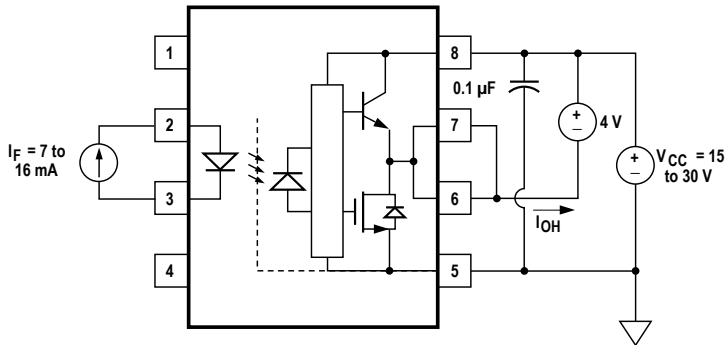 1
8
0.1 µF
+
–
4 V
2
7
I_F = 7 to
16 mA
+
–
V_CC = 15
to 30 V
3
6
I_OH
4
5